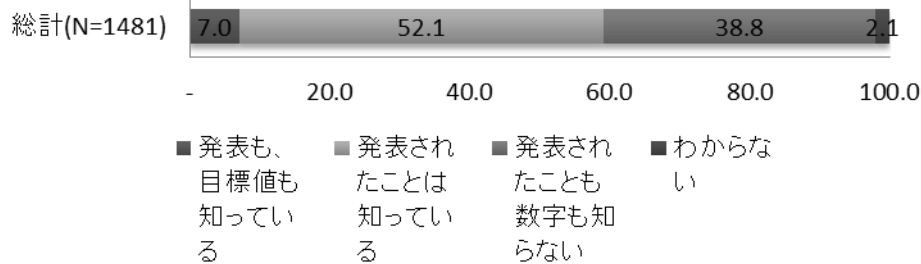 総計(N=1481)
7.0 52.1 38.8 2.1
- 20.0 40.0 60.0 80.0 100.0
発表も、 発表され 発表され わからな
目標値も たことは たことも い
知ってい 知ってい 数字も知
る る らない